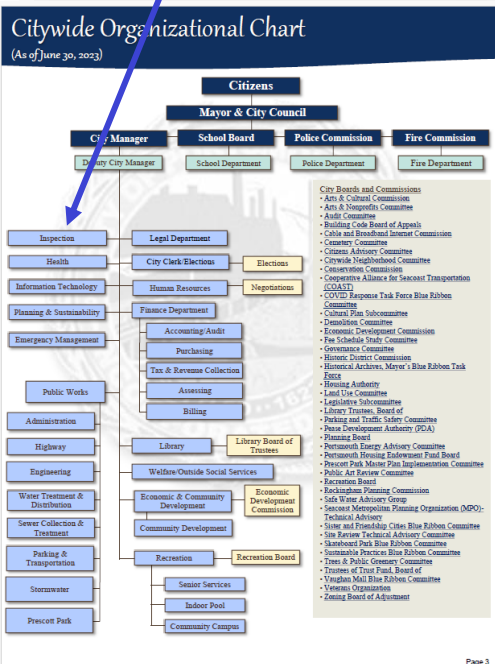 Citywide Organizational Chart
(As of June 30, 2023)
Citizens
Mayor & City Council
City Manager
School Board
Police Commission
Fire Commission
Deputy City Manager
School Department
Police Department
Fire Department
Inspection
Legal Department
Health
City Clerk/Elections
Elections
Information Technology
Human Resources
Negotiations
Planning & Sustainability
Finance Department
Emergency Management
Accounting/Audit
Purchasing
Tax & Revenue Collection
Assessing
Billing
Public Works
Administration
Highway
Engineering
Water Treatment &
Distribution
Sewer Collection &
Treatment
Parking &
Transportation
Stormwater
Prescott Park
Library
Library Board of
Trustees
Welfare/Outside Social Services
Economic & Community
Development
Economic
Development
Commission
Community Development
Recreation
Recreation Board
Senior Services
Indoor Pool
Community Campus
City Boards and Commissions
• Arts & Cultural Commission
• Arts & Nonprofits Committee
• Audit Committee
• Building Code Board of Appeals
• Cable and Broadband Internet Commission
• Cemetery Committee
• Citizens Advisory Committee
• Citywide Neighborhood Committee
• Conservation Commission
• Cooperative Alliance for Seacoast Transportation
(COAST)
• COVID Response Task Force Blue Ribbon
Committee
• Cultural Plan Subcommittee
• Demolition Committee
• Economic Development Commission
• Fee Schedule Study Committee
• Governance Committee
• Historic District Commission
• Historical Archives, Mayor's Blue Ribbon Task
Force
• Housing Authority
• Land Use Committee
• Legislative Subcommittee
• Library Trustees, Board of
• Parking and Traffic Safety Committee
• Pease Development Authority (PDA)
• Planning Board
• Portsmouth Energy Advisory Committee
• Portsmouth Housing Endowment Fund Board
• Prescott Park Master Plan Implementation Committee
• Public Art Review Committee
• Recreation Board
• Rockingham Planning Commission
• Safe Water Advisory Group
• Seacoast Metropolitan Planning Organization (MPO)-
Technical Advisory
• Sister and Friendship Cities Blue Ribbon Committee
• Site Review Technical Advisory Committee
• Skateboard Park Blue Ribbon Committee
• Sustainable Practices Blue Ribbon Committee
• Trees & Public Greenery Committee
• Trustees of Trust Fund, Board of
• Vaughan Mall Blue Ribbon Committee
• Veterans Organization
• Zoning Board of Adjustment
Page 3